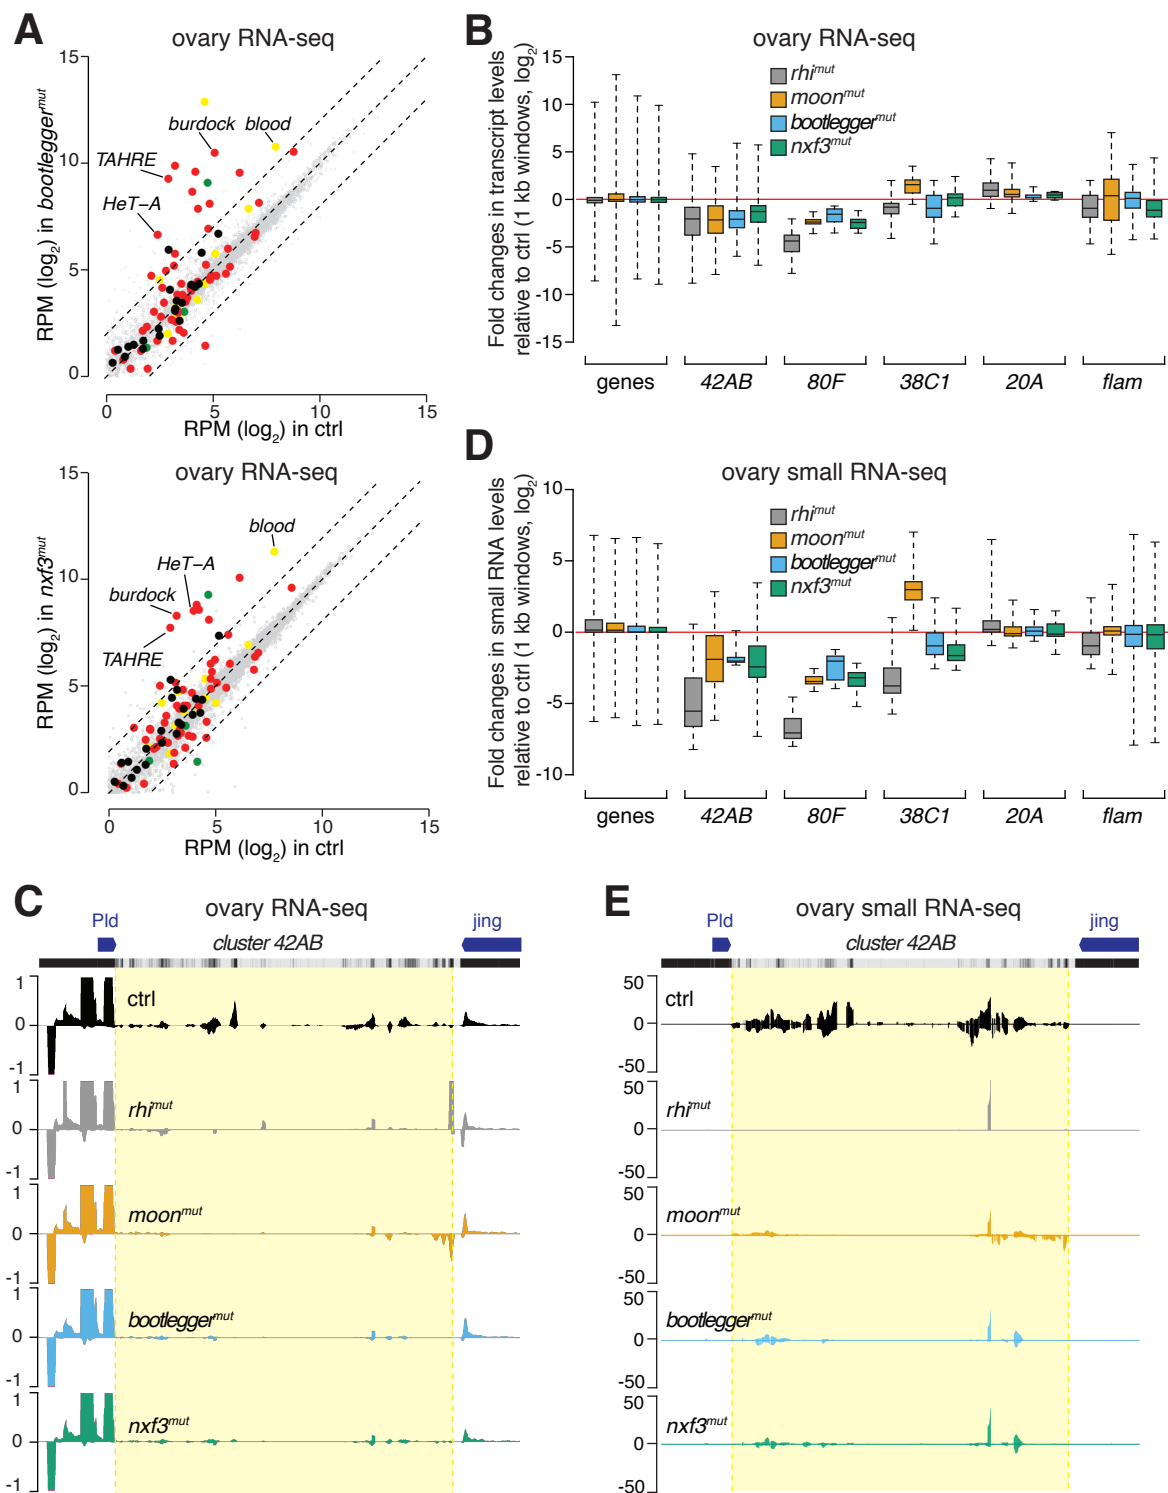 A
ovary RNA-seq
RPM (log2) in bootleggermut
15
10
5
0
burdock
blood
TAHRE
HeT–A
0
5
10
15
RPM (log2) in ctrl
ovary RNA-seq
RPM (log2) in nxf3mut
15
10
5
0
blood
HeT–A
burdock
TAHRE
0
5
10
15
RPM (log2) in ctrl
B
ovary RNA-seq
Fold changes in transcript levels
relative to ctrl (1 kb windows, log2)
15
10
5
0
-5
-10
-15
rhimut
moonmut
bootleggermut
nxf3mut
genes
42AB
80F
38C1
20A
flam
D
ovary small RNA-seq
Fold changes in small RNA levels
relative to ctrl (1 kb windows, log2)
10
5
0
-5
-10
rhimut
moonmut
bootleggermut
nxf3mut
genes
42AB
80F
38C1
20A
flam
C
ovary RNA-seq
Pld
cluster 42AB
jing
1
0
-1
ctrl
1
0
-1
rhimut
1
0
-1
moonmut
1
0
-1
bootleggermut
1
0
-1
nxf3mut
E
ovary small RNA-seq
Pld
cluster 42AB
jing
50
0
-50
ctrl
50
0
-50
rhimut
50
0
-50
moonmut
50
0
-50
bootleggermut
50
0
-50
nxf3mut